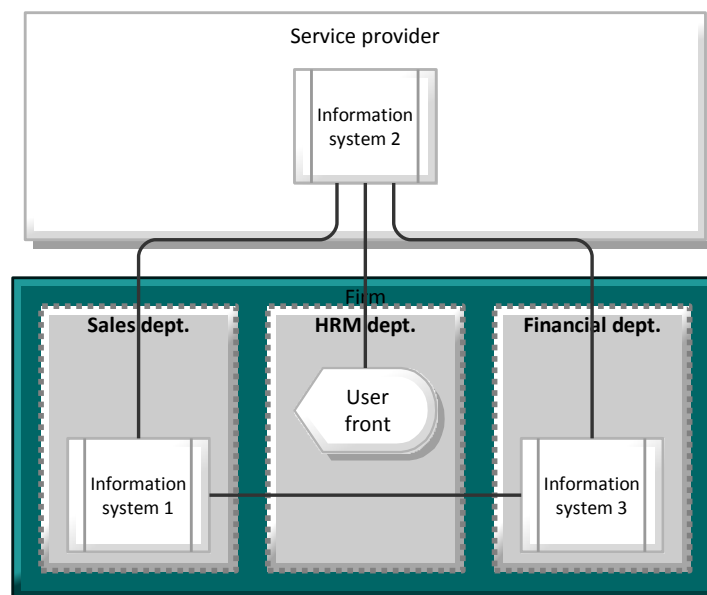 Service provider
Information
system 2
Firm
Sales dept.
HRM dept.
Financial dept.
User
front
Information
system 1
Information
system 3